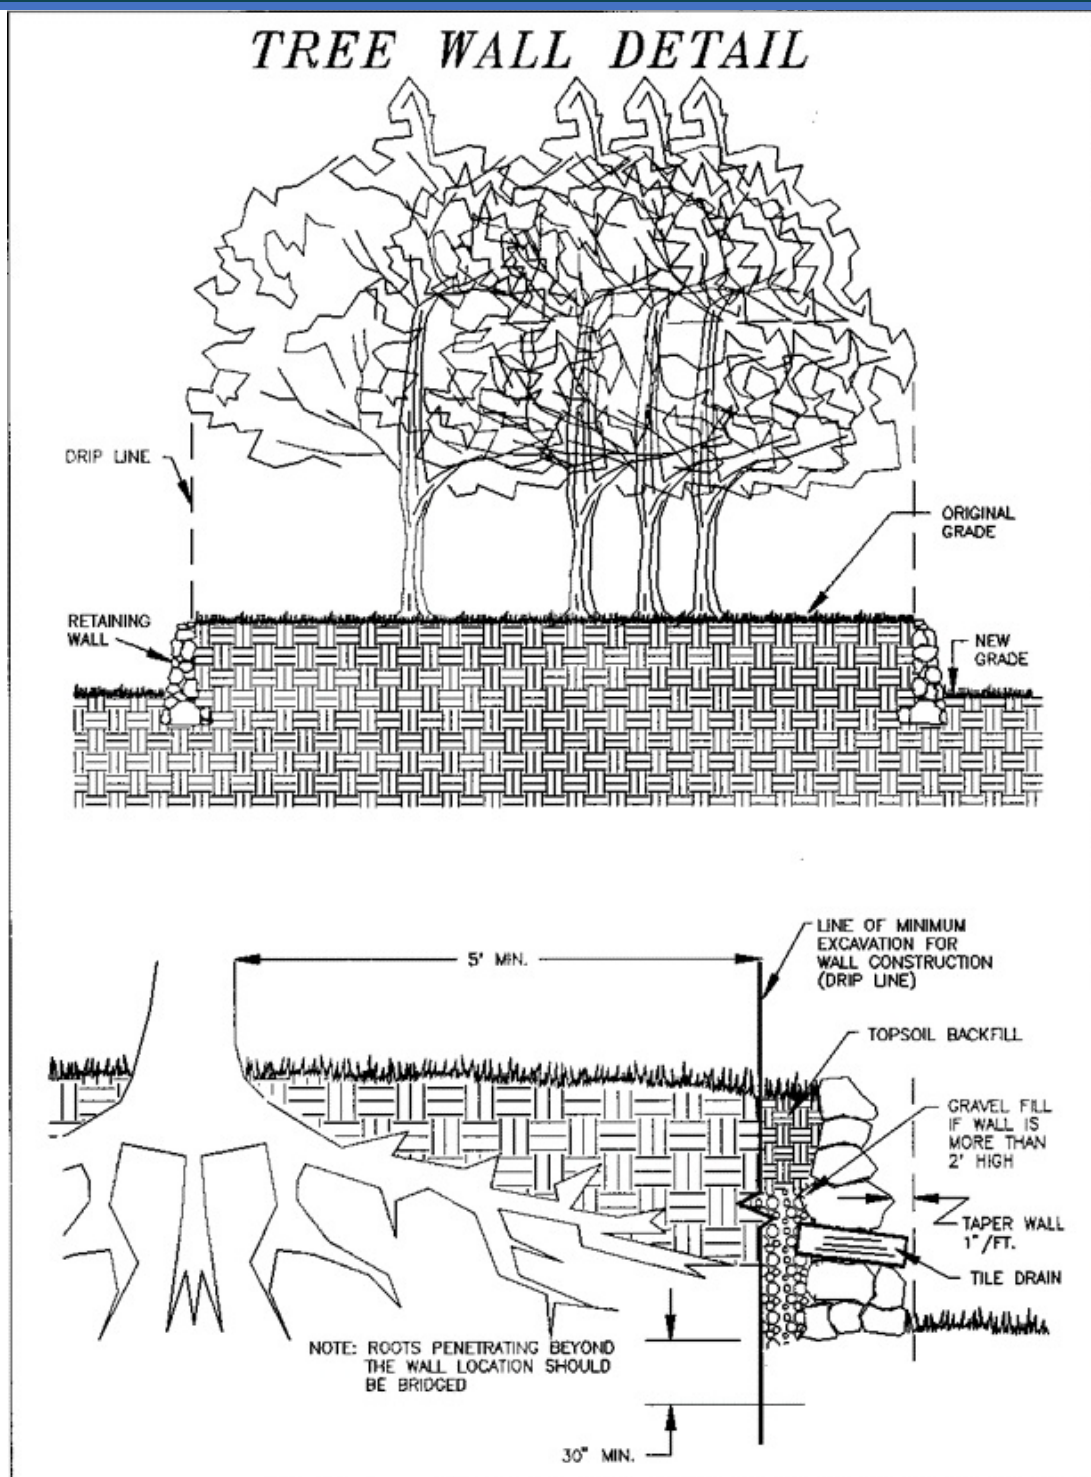 TREE WALL DETAIL
DRIP LINE
ORIGINAL
GRADE
RETAINING
WALL
NEW
GRADE
LINE OF MINIMUM
EXCAVATION FOR
WALL CONSTRUCTION
(DRIP LINE)
5' MIN.
TOPSOIL BACKFILL
GRAVEL FILL
IF WALL IS
MORE THAN
2' HIGH
TAPER WALL
1"/FT.
TILE DRAIN
NOTE: ROOTS PENETRATING BEYOND
THE WALL LOCATION SHOULD
BE BRIDGED
30" MIN.